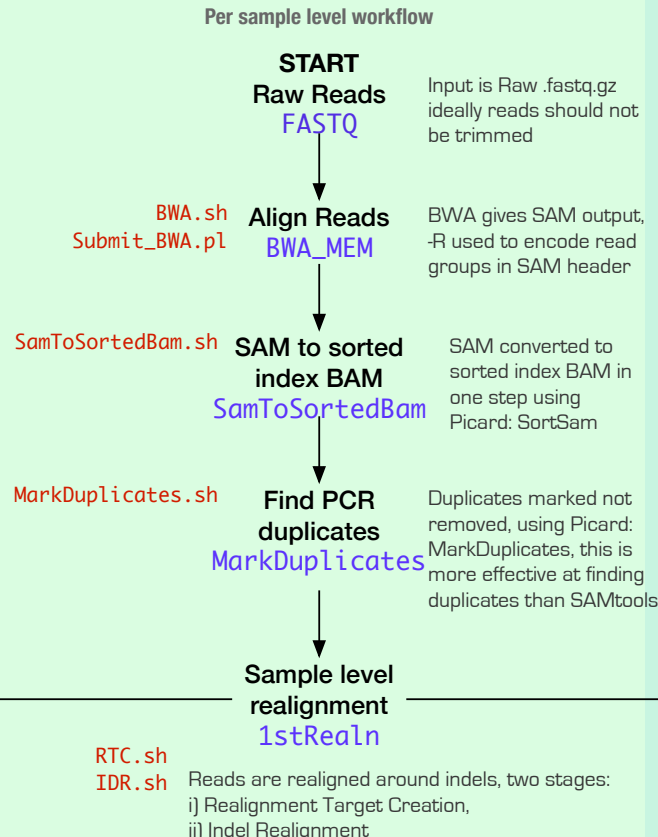 Per sample level workflow
START
Raw Reads
FASTQ
Input is Raw .fastq.gz
ideally reads should not
be trimmed
BWA.sh
Submit_BWA.pl
Align Reads
BWA_MEM
BWA gives SAM output,
-R used to encode read
groups in SAM header
SamToSortedBam.sh
SAM to sorted
index BAM
SamToSortedBam
SAM converted to
sorted index BAM in
one step using
Picard: SortSam
MarkDuplicates.sh
Find PCR
duplicates
MarkDuplicates
Duplicates marked not
removed, using Picard:
MarkDuplicates, this is
more effective at finding
duplicates than SAMtools
Sample level
realignment
1stRealn
RTC.sh
IDR.sh
Reads are realigned around indels, two stages:
i) Realignment Target Creation,
ii) Indel Realignment